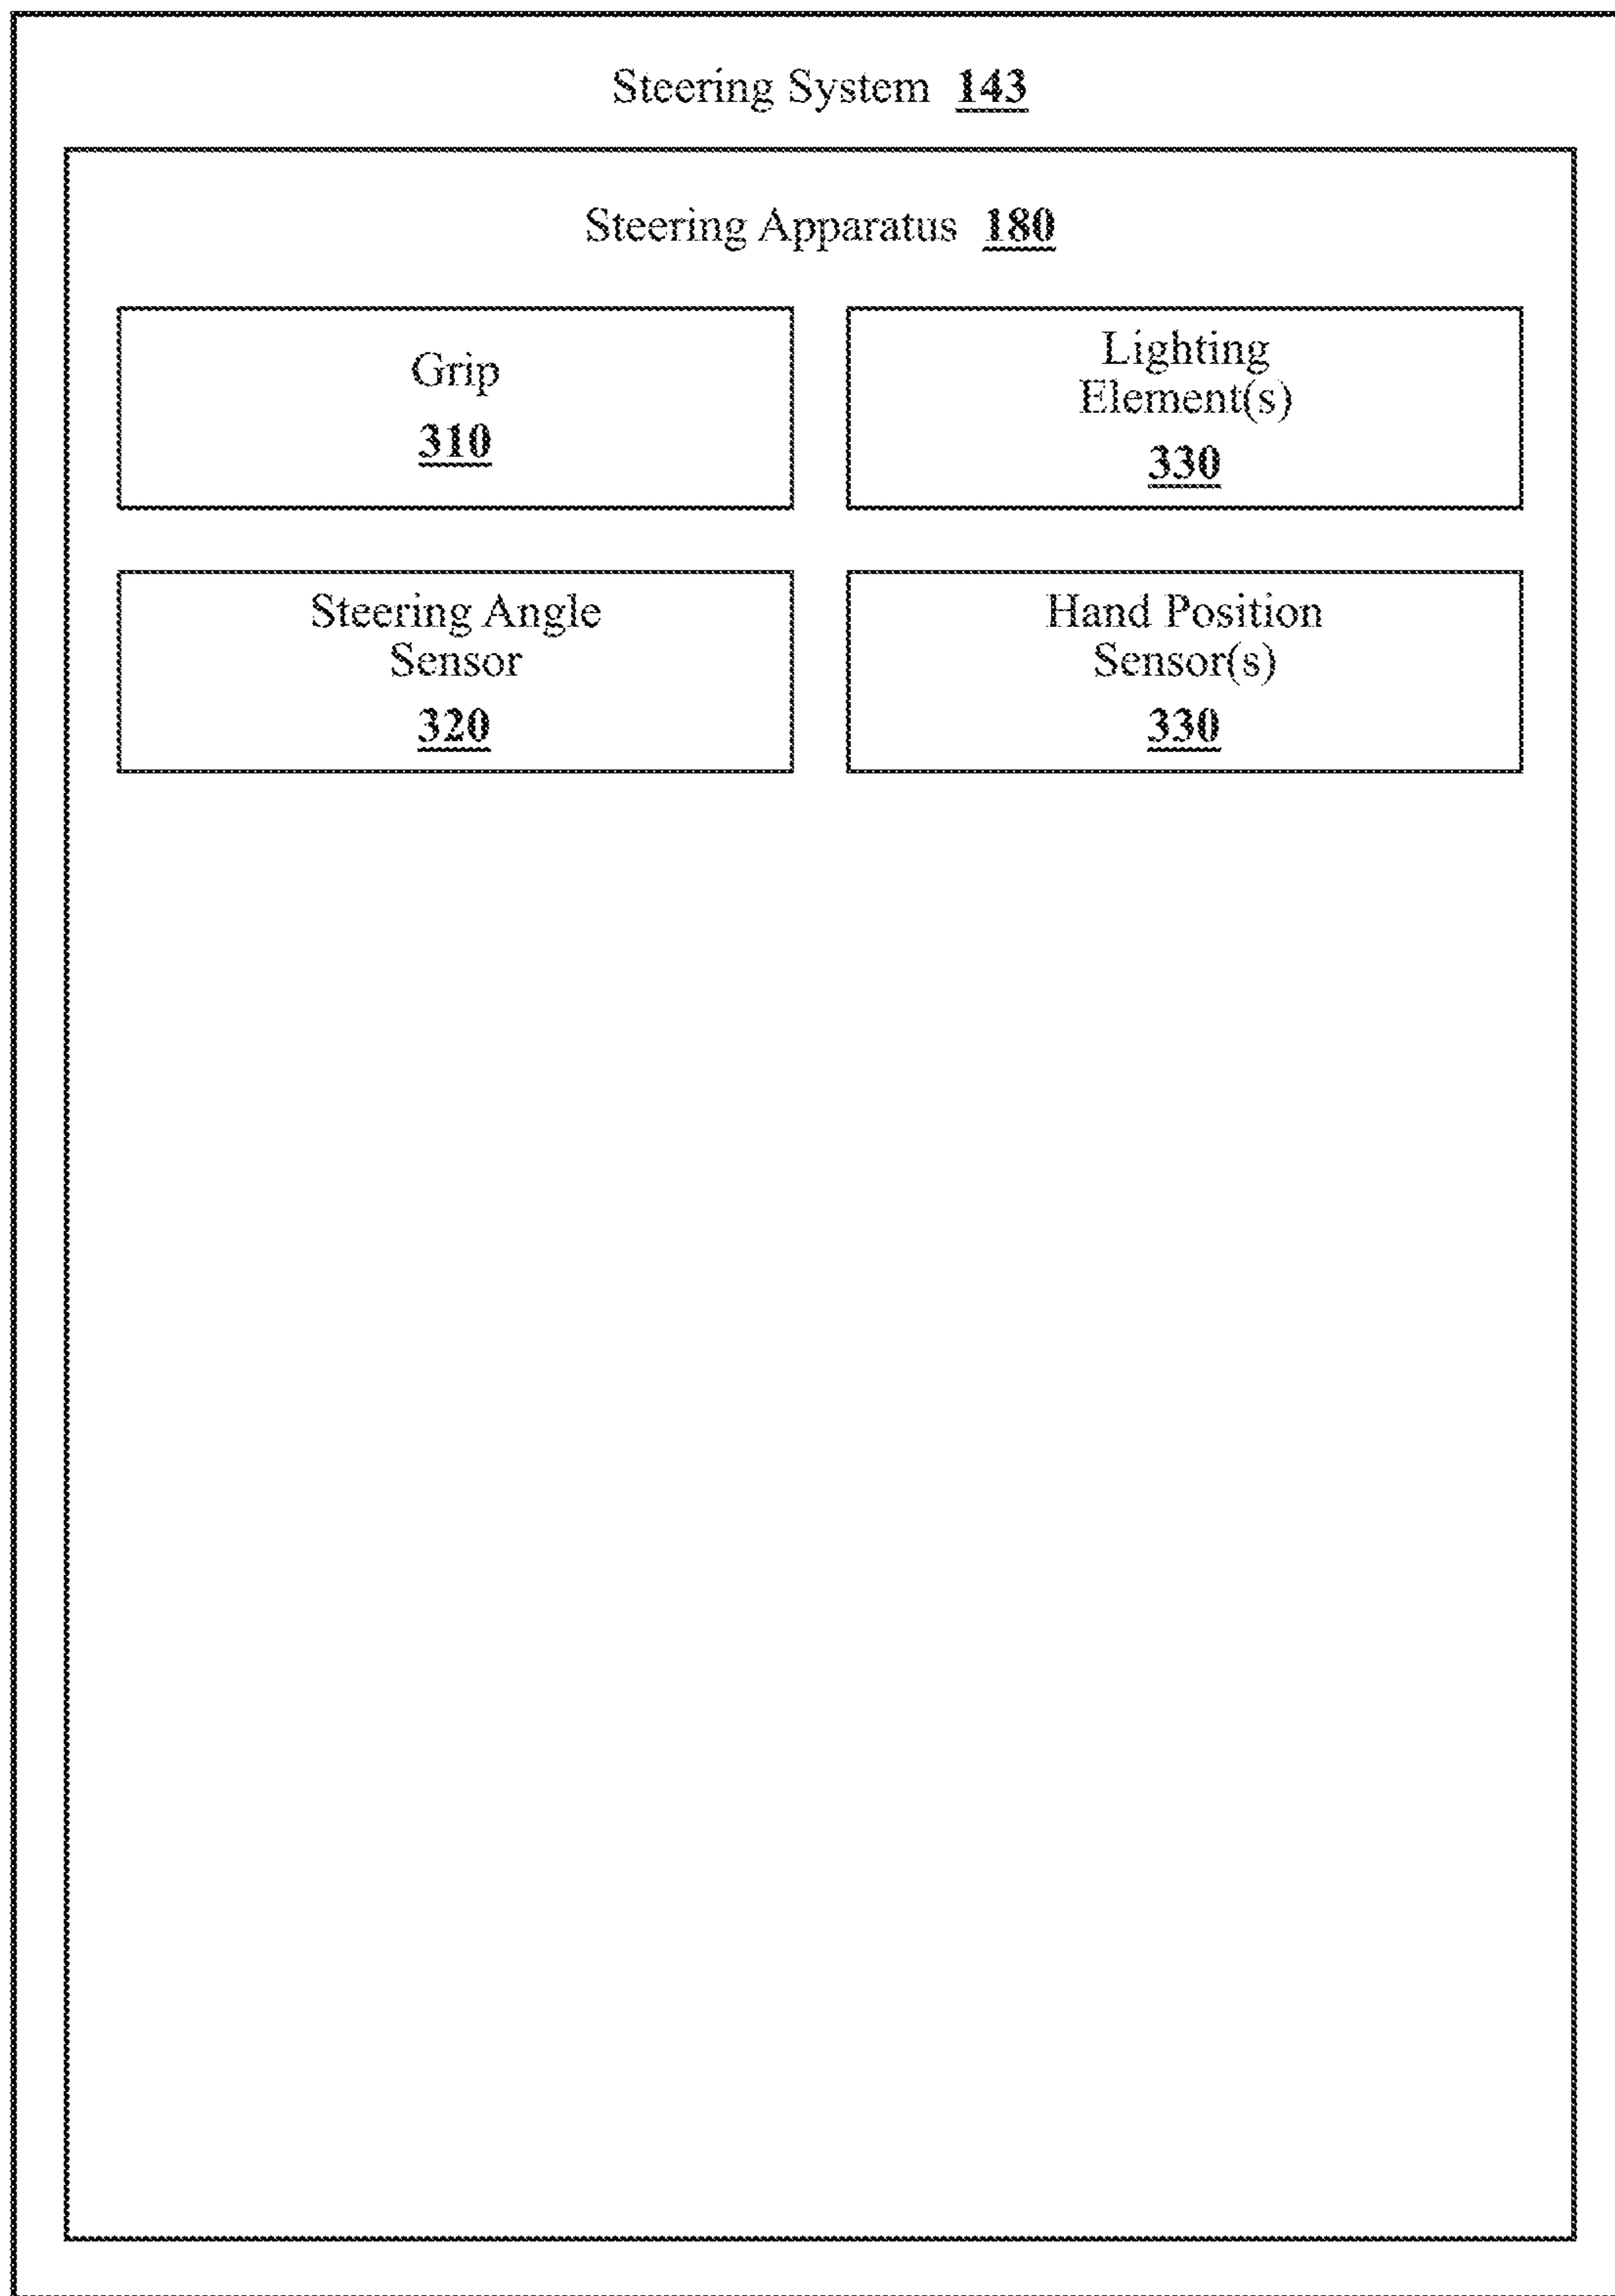 Steering System 143
Steering Apparatus 180
Grip
310
Lighting
Element(s)
330
Steering Angle
Sensor
320
Hand Position
Sensor(s)
330